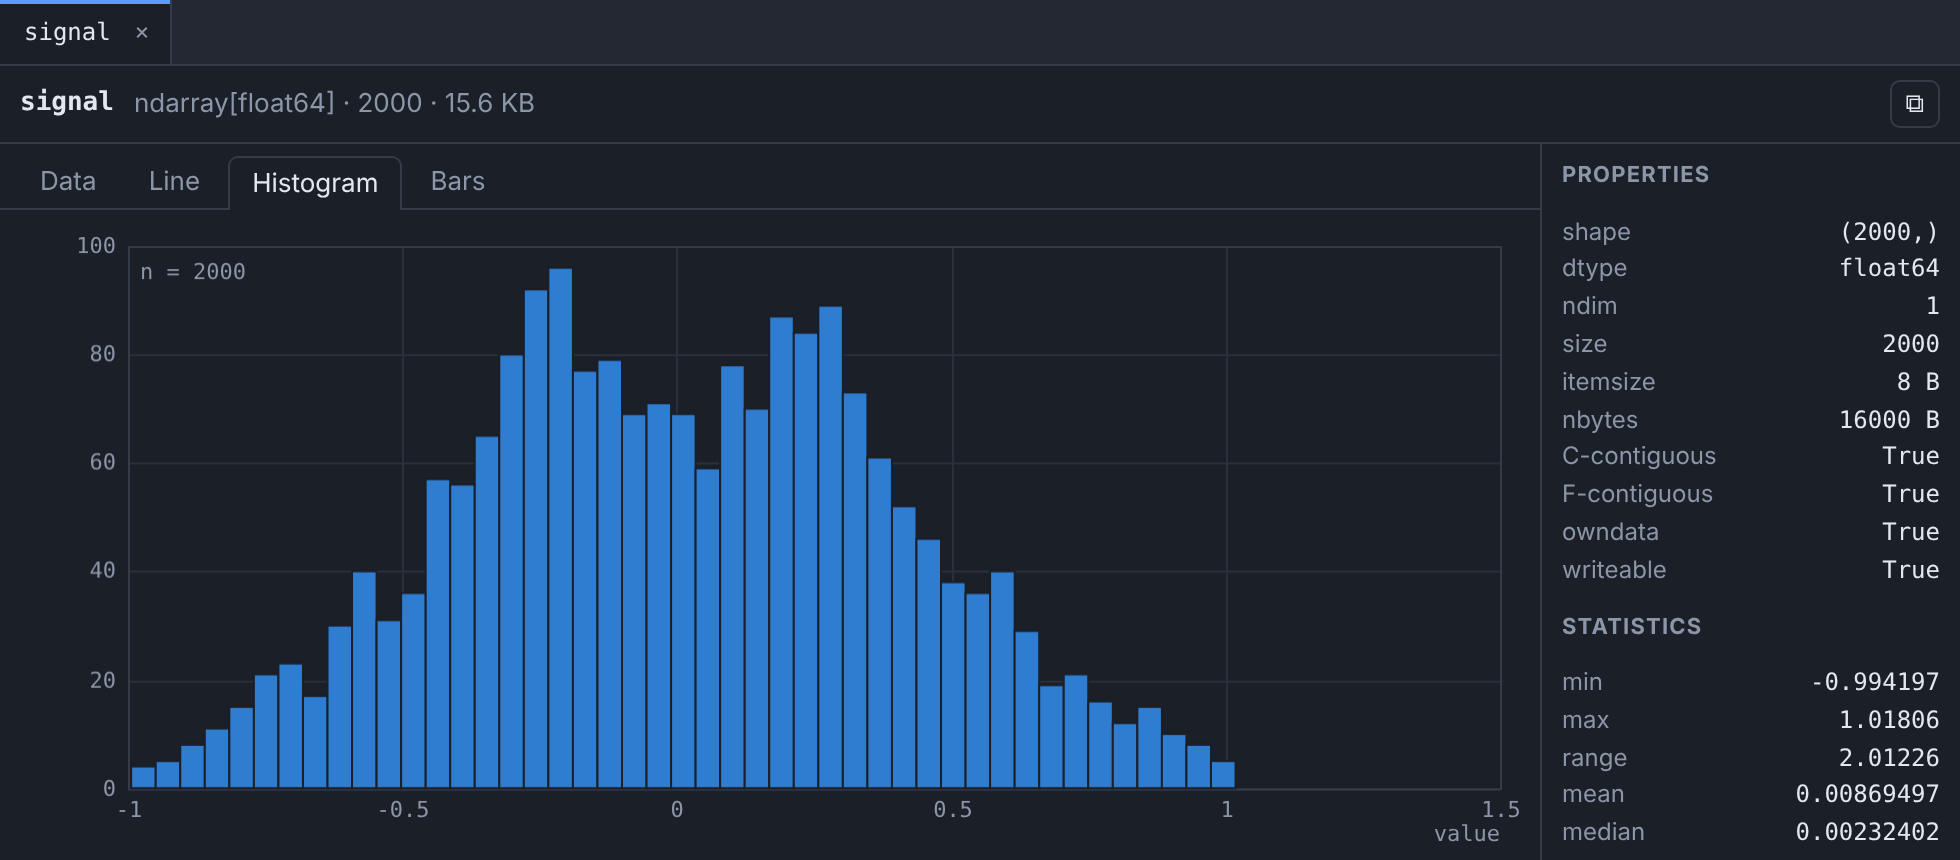 signal ×
signal ndarray[float64] · 2000 · 15.6 KB
Data Line Histogram Bars
n = 2000
100
80
60
40
20
0
-1 -0.5 0 0.5 1 1.5
value
PROPERTIES
shape (2000,)
dtype float64
ndim 1
size 2000
itemsize 8 B
nbytes 16000 B
C-contiguous True
F-contiguous True
owndata True
writeable True
STATISTICS
min -0.994197
max 1.01806
range 2.01226
mean 0.00869497
median 0.00232402